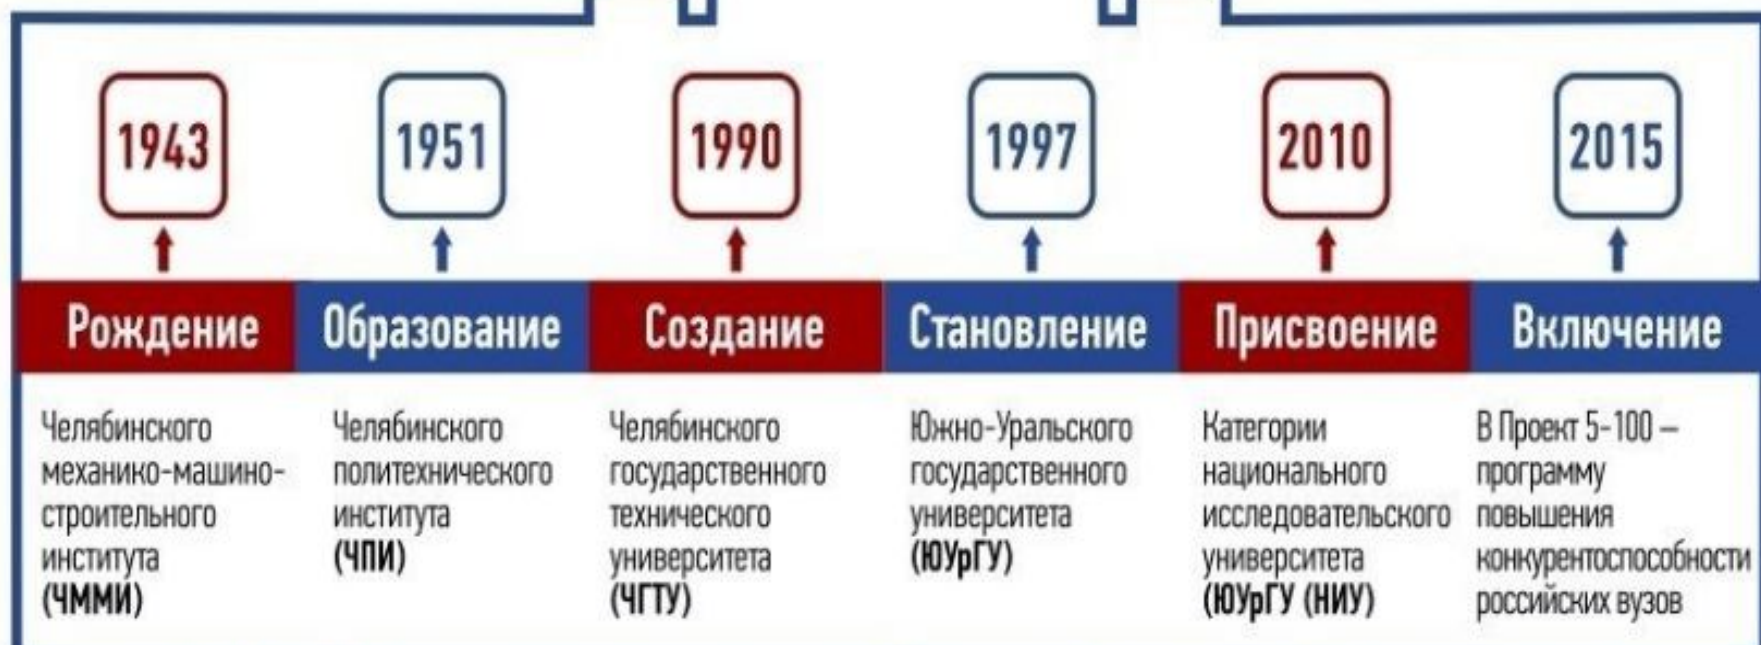 1943
1951
1990
1997
2010
2015
Рождение
Образование
Создание
Становление
Присвоение
Включение
Челябинского
механико-машино-
строительного
института
(ЧММИ)
Челябинского
политехнического
института
(ЧПИ)
Челябинского
государственного
технического
университета
(ЧГТУ)
Южно-Уральского
государственного
университета
(ЮУрГУ)
Категории
национального
исследовательского
университета
(ЮУрГУ (НИУ)
В Проект 5-100 –
программу
повышения
конкурентоспособности
российских вузов